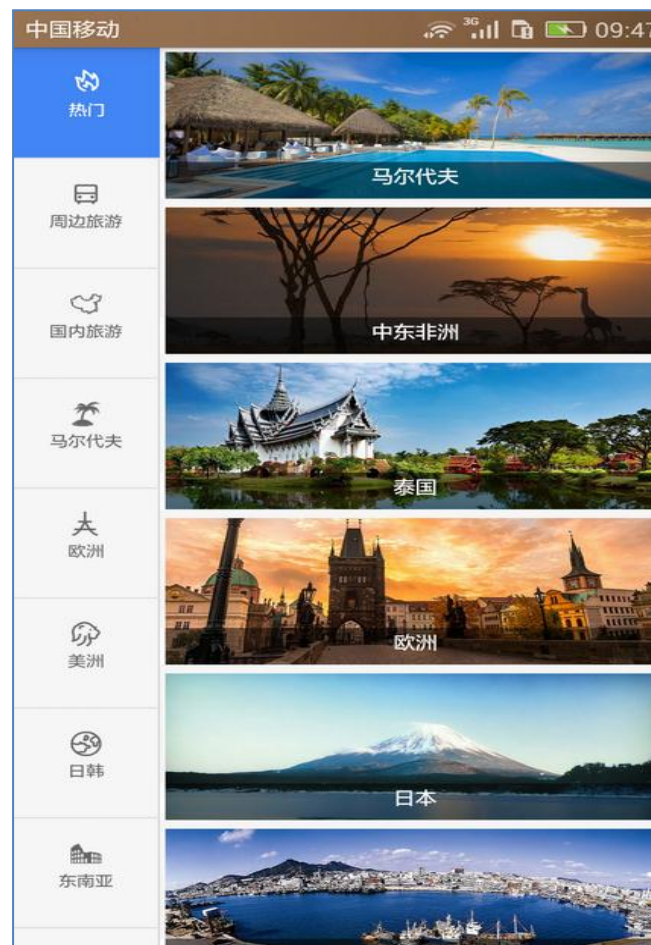 中国移动 3G 09:47
热门
周边旅游
国内旅游
马尔代夫
欧洲
美洲
日韩
东南亚
马尔代夫
中东非洲
泰国
欧洲
日本